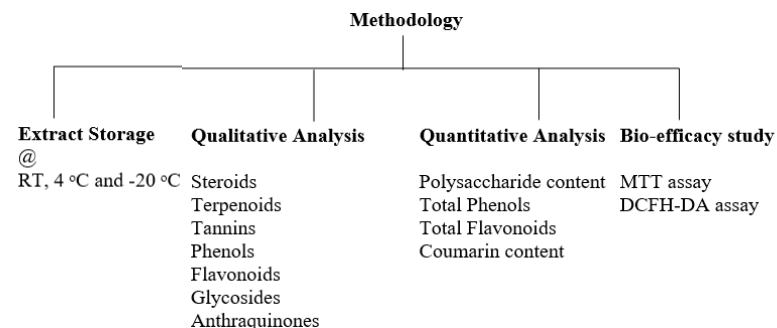 Methodology
Extract Storage
@
RT, 4 °C and -20 °C
Qualitative Analysis
Steroids
Terpenoids
Tannins
Phenols
Flavonoids
Glycosides
Anthraquinones
Quantitative Analysis
Polysaccharide content
Total Phenols
Total Flavonoids
Coumarin content
Bio-efficacy study
MTT assay
DCFH-DA assay